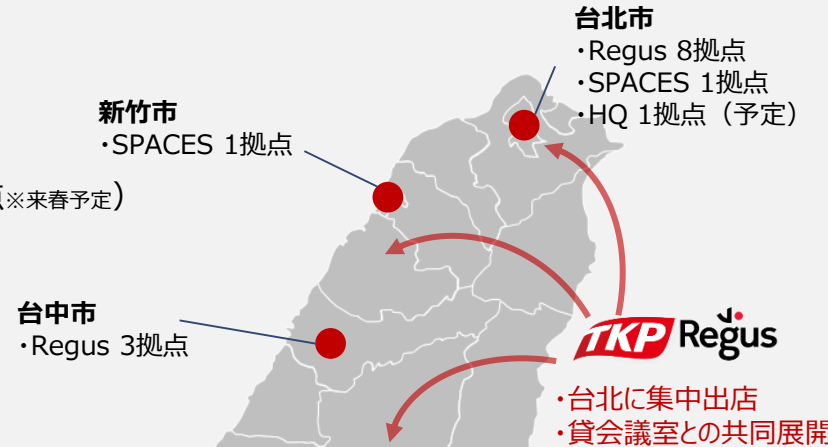 台北市
・Regus 8拠点
・SPACES 1拠点
・HQ 1拠点（予定）
新竹市
・SPACES 1拠点
※来春予定）
台中市
・Regus 3拠点
TKP Regus
・台北に集中出店
・貸会議室との共同展開